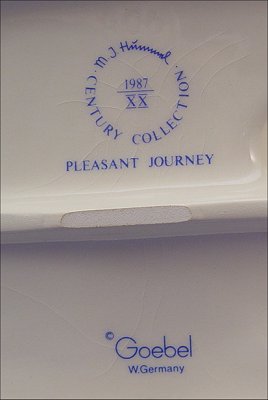 M J Hummel
· CENTURY COLLECTION ·
1987
XX
PLEASANT JOURNEY
© Goebel
W.Germany